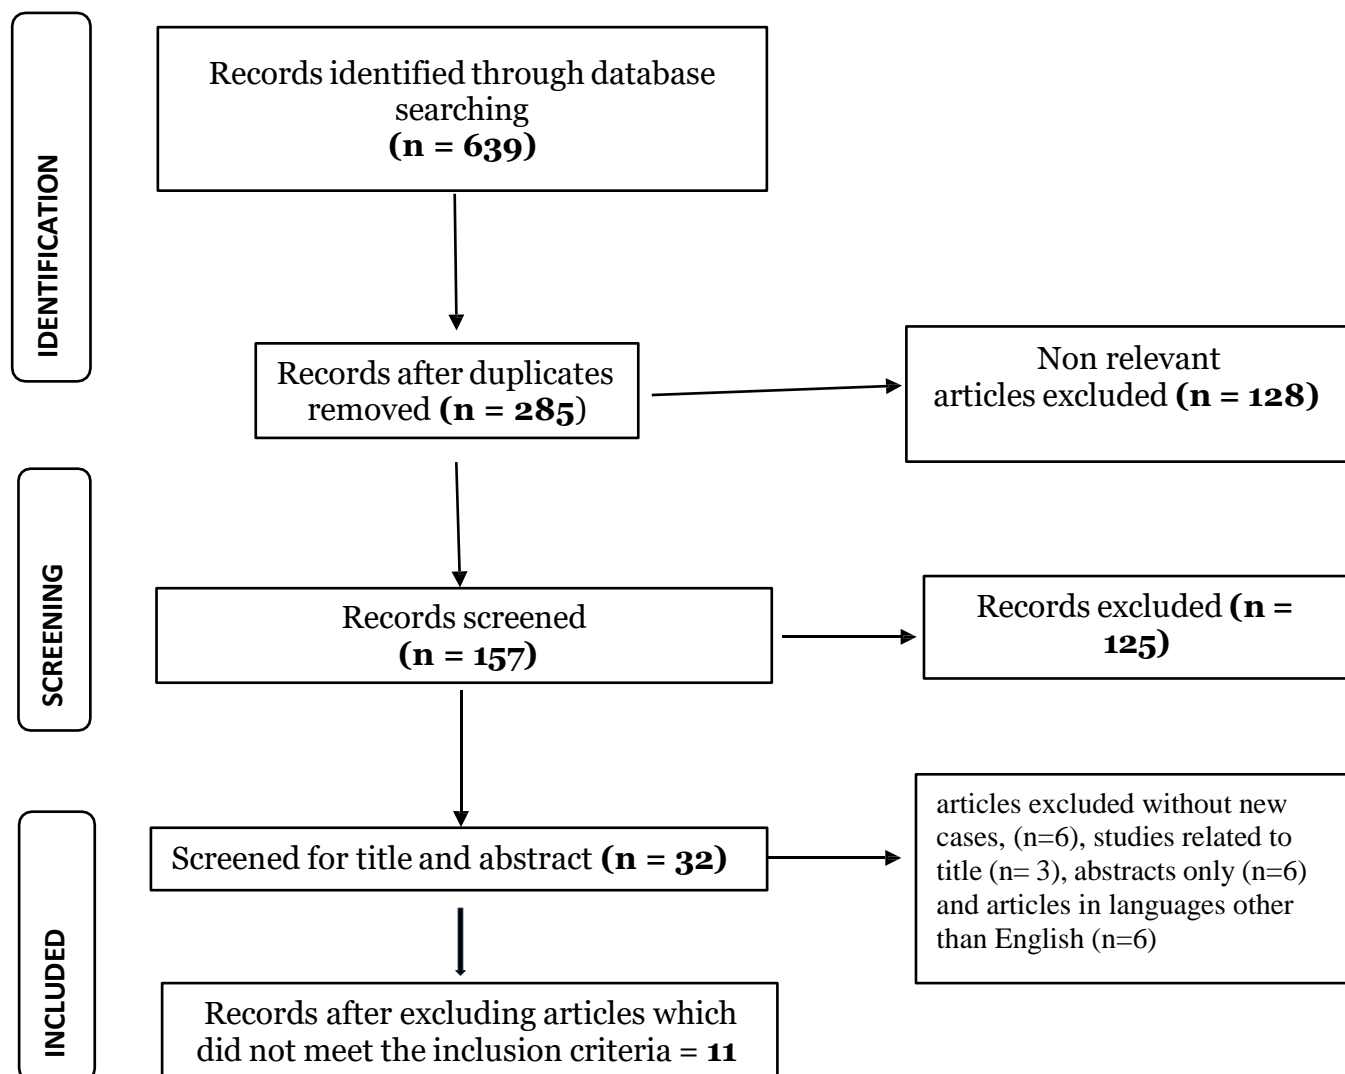 IDENTIFICATION
Records identified through database
searching
(n = 639)
Records after duplicates
removed (n = 285)
Non relevant
articles excluded (n = 128)
SCREENING
Records screened
(n = 157)
Records excluded (n =
125)
INCLUDED
Screened for title and abstract (n = 32)
articles excluded without new
cases, (n=6), studies related to
title (n= 3), abstracts only (n=6)
and articles in languages other
than English (n=6)
Records after excluding articles which
did not meet the inclusion criteria = 11